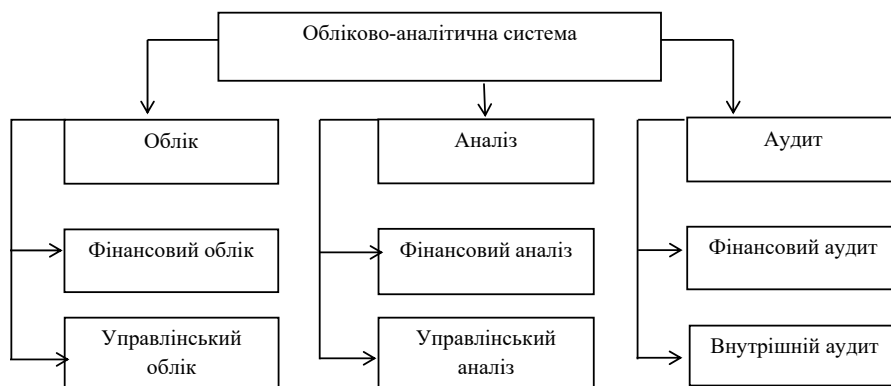 Обліково-аналітична система
Облік
Аналіз
Аудит
Фінансовий облік
Фінансовий аналіз
Фінансовий аудит
Управлінський
облік
Управлінський
аналіз
Внутрішній аудит